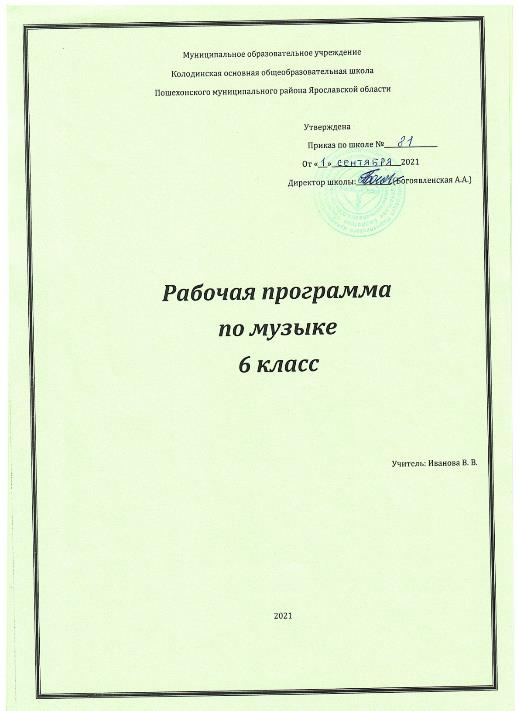 Муниципальное образовательное учреждение
Колодинская основная общеобразовательная школа
Пошехонского муниципального района Ярославской области
Утверждена
Приказ по школе № 81
От «1» сентября 2021
Директор школы: (Богоявленская А.А.)
Рабочая программа
по музыке
6 класс
Учитель: Иванова В. В.
2021